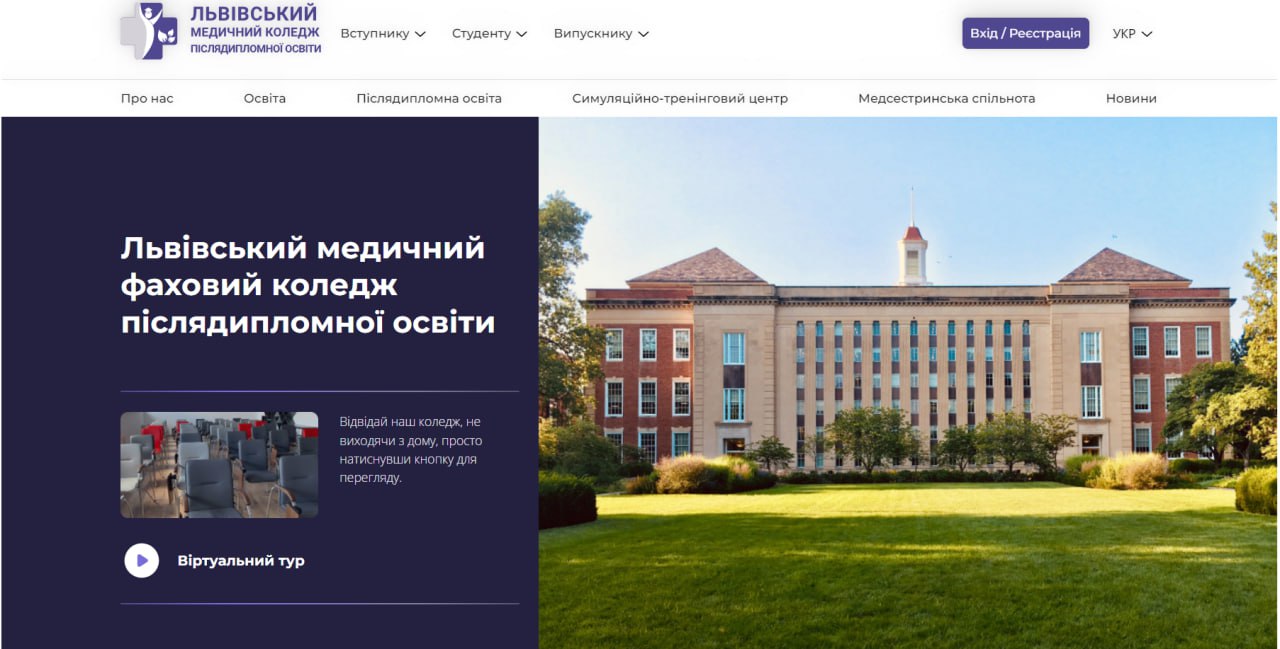 ЛЬВІВСЬКИЙ
МЕДИЧНИЙ КОЛЕДЖ
ПІСЛЯДИПЛОМНОЇ ОСВІТИ
Вступнику
Студенту
Випускнику
Вхід / Реєстрація
УКР
Про нас
Освіта
Післядипломна освіта
Симуляційно-тренінговий центр
Медсестринська спільнота
Новини
Львівський медичний
фаховий коледж
післядипломної освіти
Відвідай наш коледж, не
виходячи з дому, просто
натиснувши кнопку для
перегляду.
Віртуальний тур